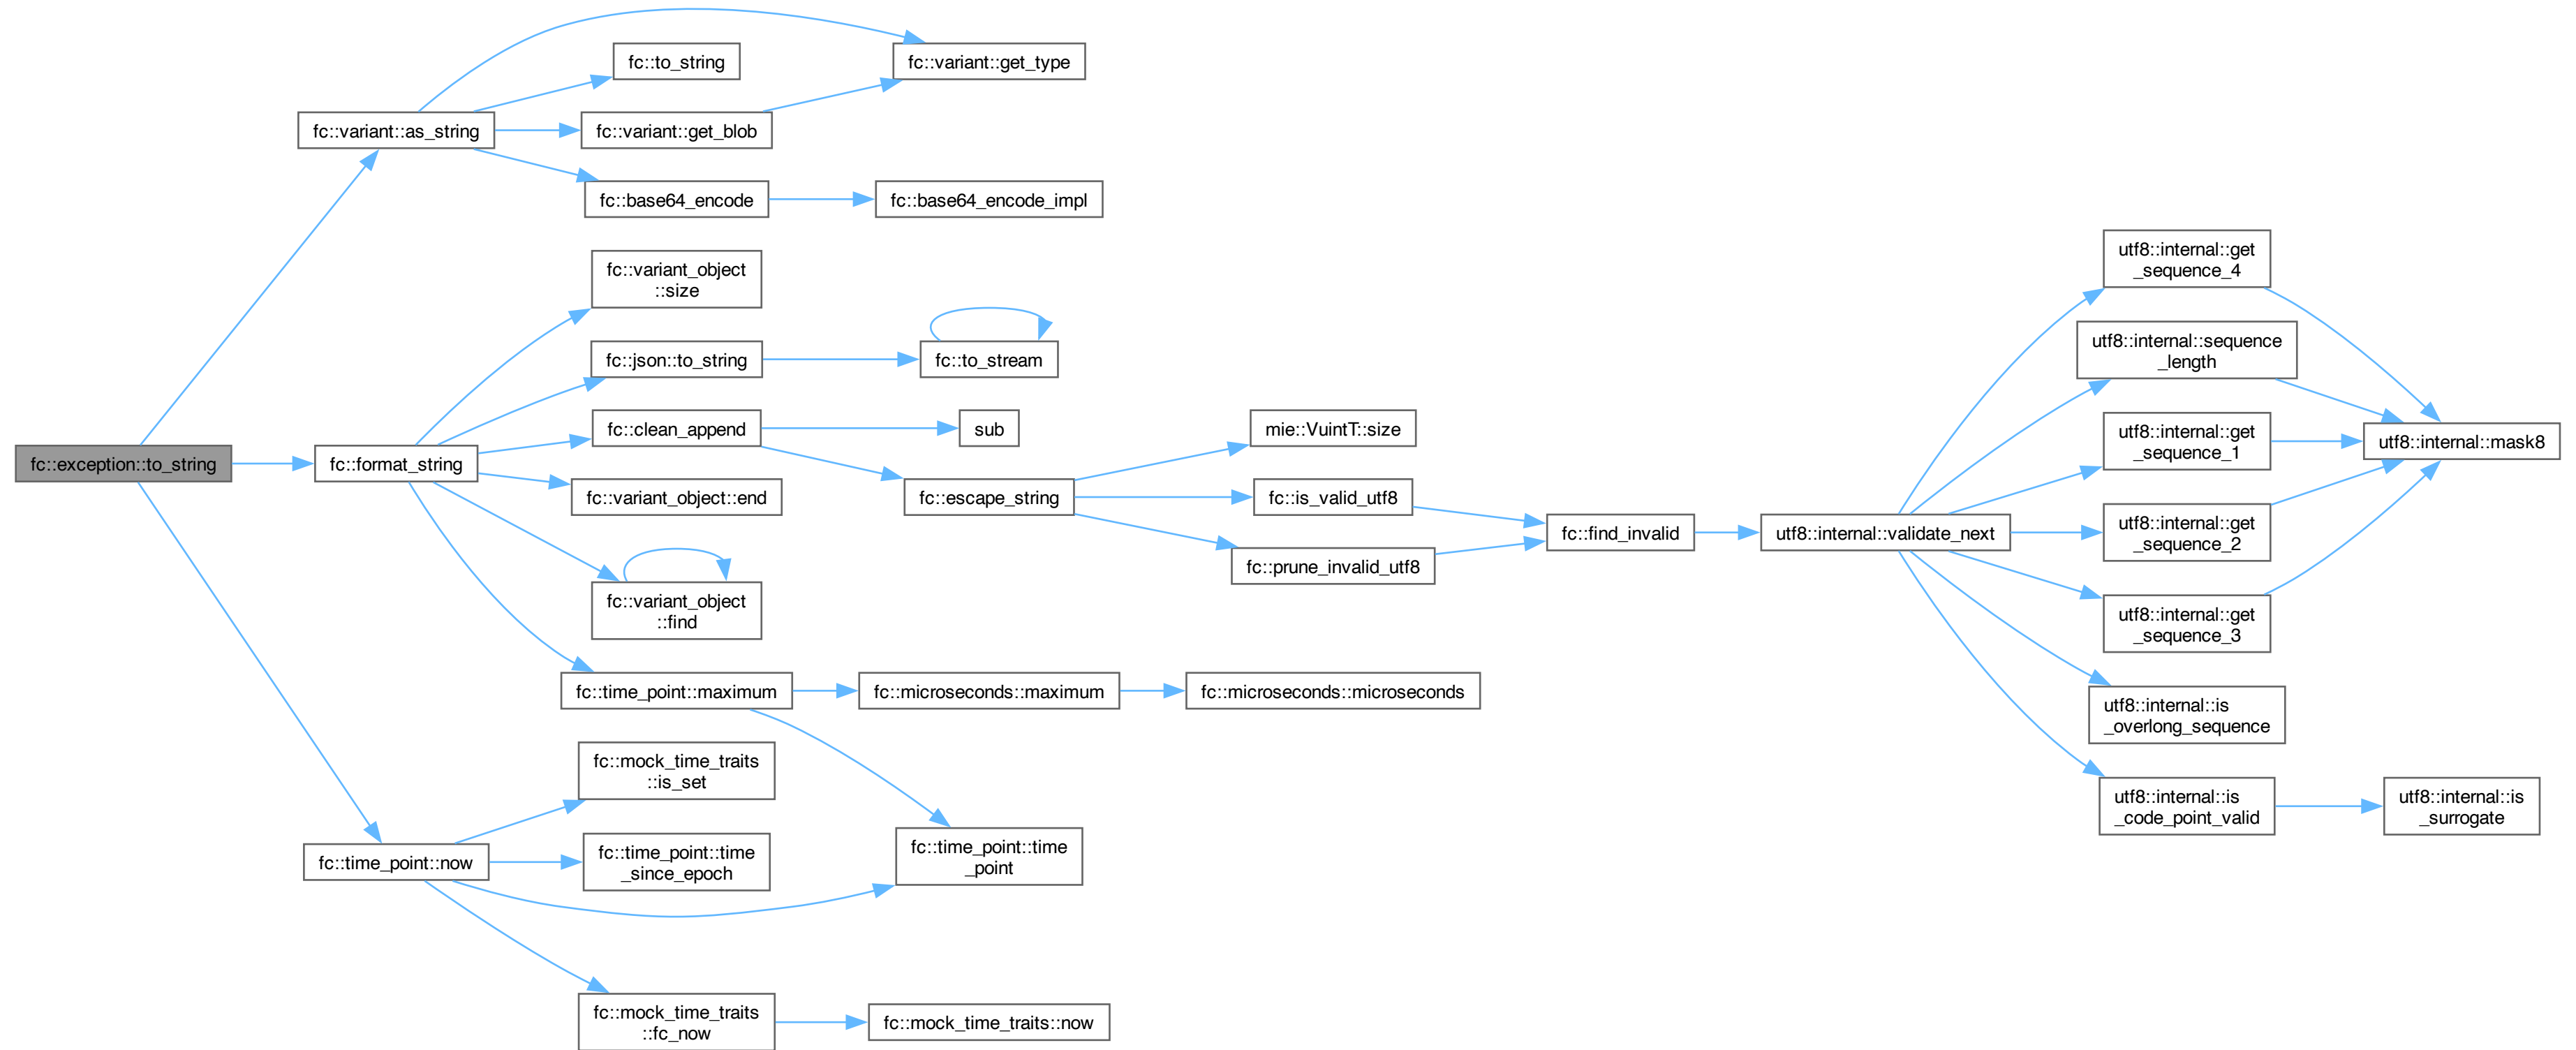 fc::exception::to_string
fc::variant::as_string
fc::to_string
fc::variant::get_type
fc::variant::get_blob
fc::base64_encode
fc::base64_encode_impl
fc::format_string
fc::variant_object
::size
fc::json::to_string
fc::to_stream
fc::clean_append
sub
fc::escape_string
mie::VuintT::size
fc::is_valid_utf8
fc::prune_invalid_utf8
fc::find_invalid
utf8::internal::validate_next
utf8::internal::get
_sequence_4
utf8::internal::sequence
_length
utf8::internal::get
_sequence_1
utf8::internal::get
_sequence_2
utf8::internal::get
_sequence_3
utf8::internal::mask8
utf8::internal::is
_overlong_sequence
utf8::internal::is
_code_point_valid
utf8::internal::is
_surrogate
fc::variant_object::end
fc::variant_object
::find
fc::time_point::maximum
fc::microseconds::maximum
fc::microseconds::microseconds
fc::time_point::now
fc::mock_time_traits
::is_set
fc::time_point::time
_since_epoch
fc::time_point::time
_point
fc::mock_time_traits
::fc_now
fc::mock_time_traits::now